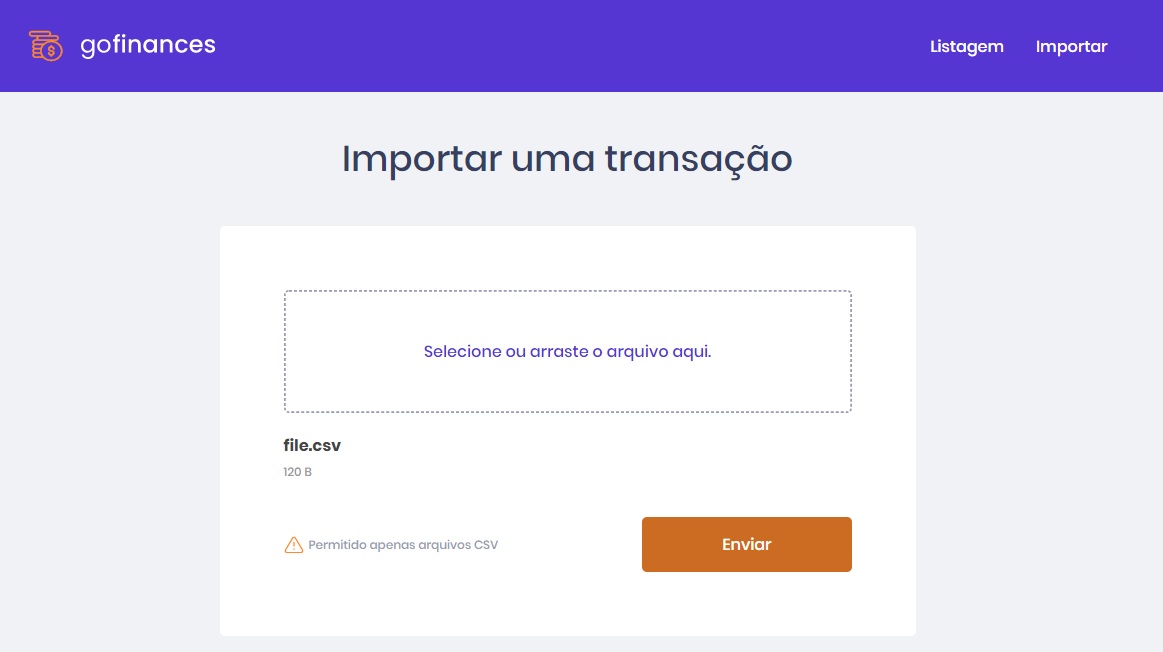 gofinances
Listagem
Importar
Importar uma transação
Selecione ou arraste o arquivo aqui.
file.csv
120 B
Permitido apenas arquivos CSV
Enviar